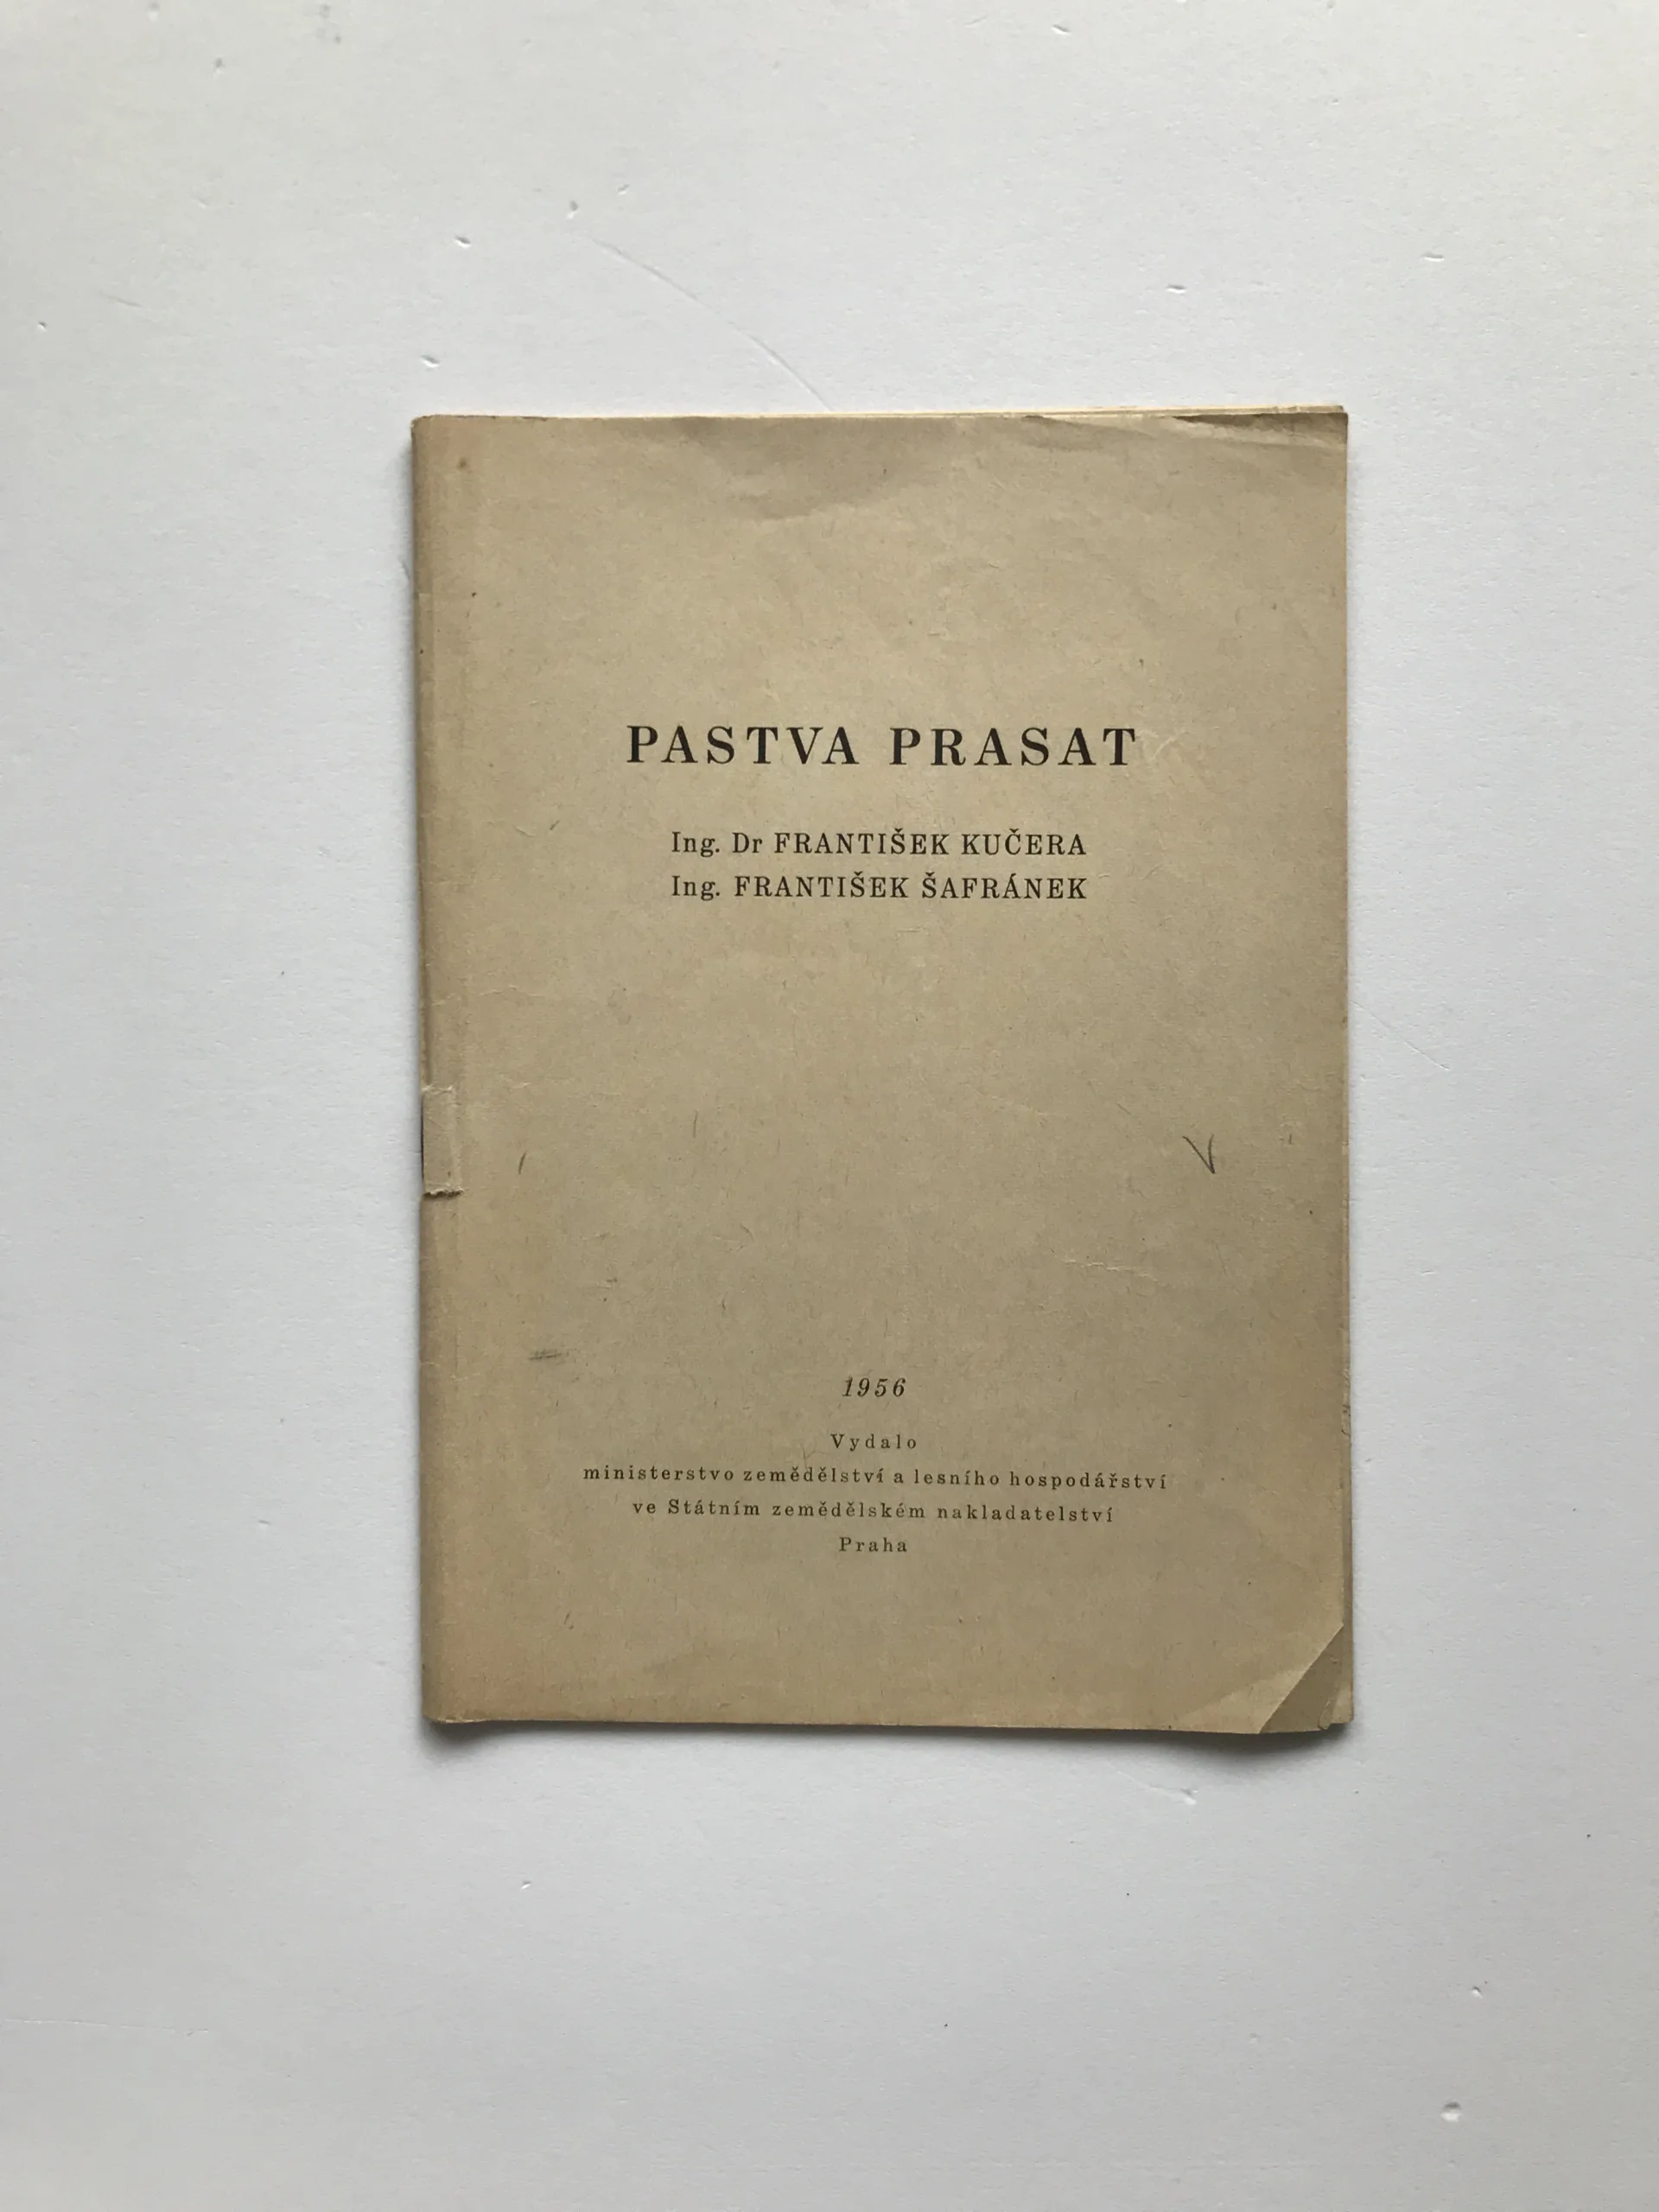 PASTVA PRASAT
Ing. Dr FRANTIŠEK KUČERA
Ing. FRANTIŠEK ŠAFRÁNEK
1956
Vydalo
ministerstvo zemědělství a lesního hospodářství
ve Státním zemědělském nakladatelství
Praha